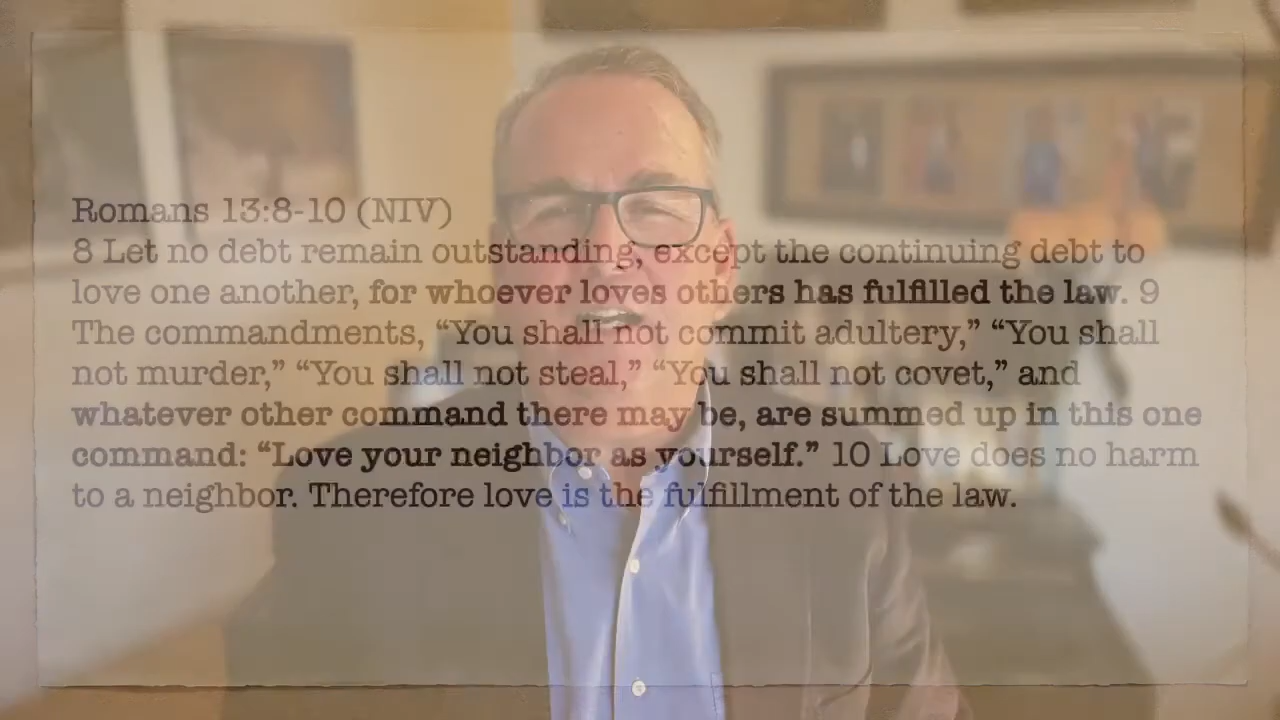 Romans 13:8-10 (NIV)
8 Let no debt remain outstanding, except the continuing debt to
love one another, for whoever loves others has fulfilled the law. 9
The commandments, “You shall not commit adultery,” “You shall
not murder,” “You shall not steal,” “You shall not covet,” and
whatever other command there may be, are summed up in this one
command: “Love your neighbor as yourself.” 10 Love does no harm
to a neighbor. Therefore love is the fulfillment of the law.